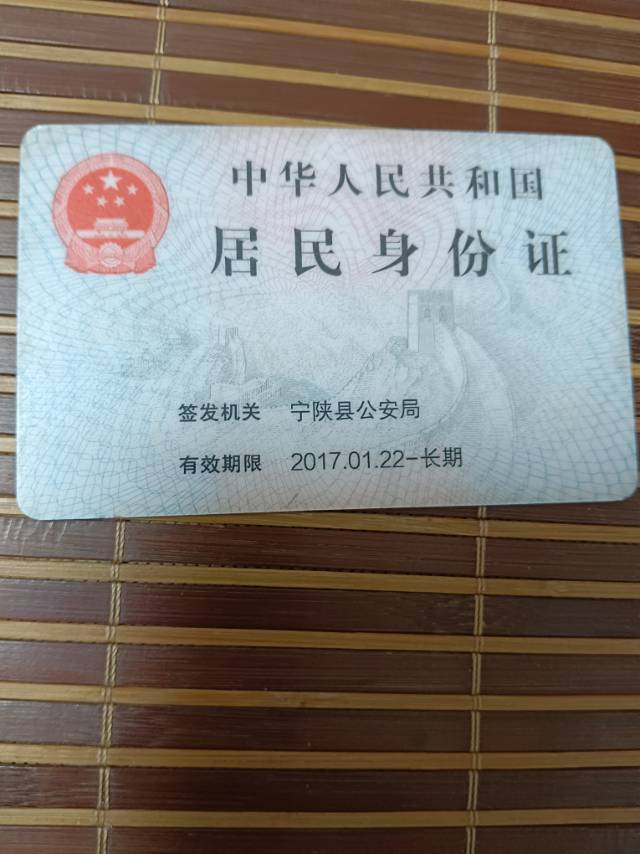 中华人民共和国
居民身份证
签发机关 宁陕县公安局
有效期限 2017.01.22-长期